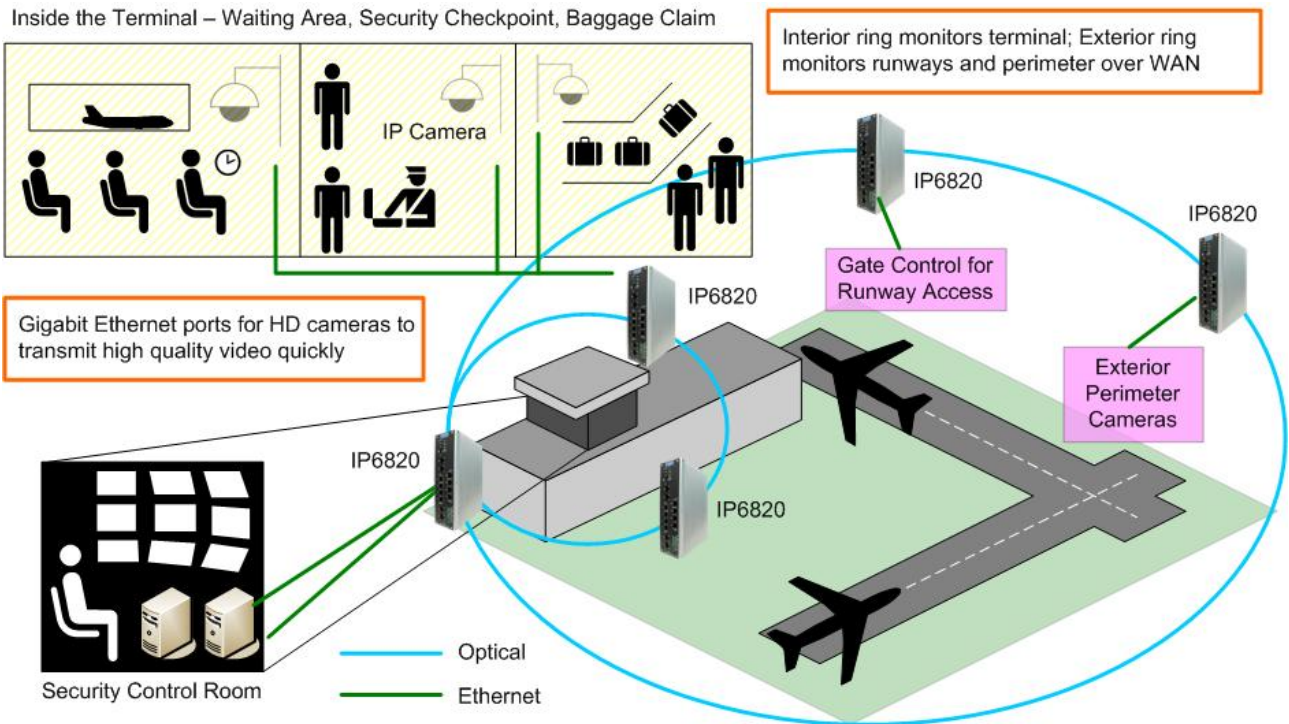 Inside the Terminal – Waiting Area, Security Checkpoint, Baggage Claim
IP Camera
Interior ring monitors terminal; Exterior ring
monitors runways and perimeter over WAN
IP6820
IP6820
Gate Control for
Runway Access
IP6820
Gigabit Ethernet ports for HD cameras to
transmit high quality video quickly
Exterior
Perimeter
Cameras
IP6820
IP6820
Security Control Room
Optical
Ethernet